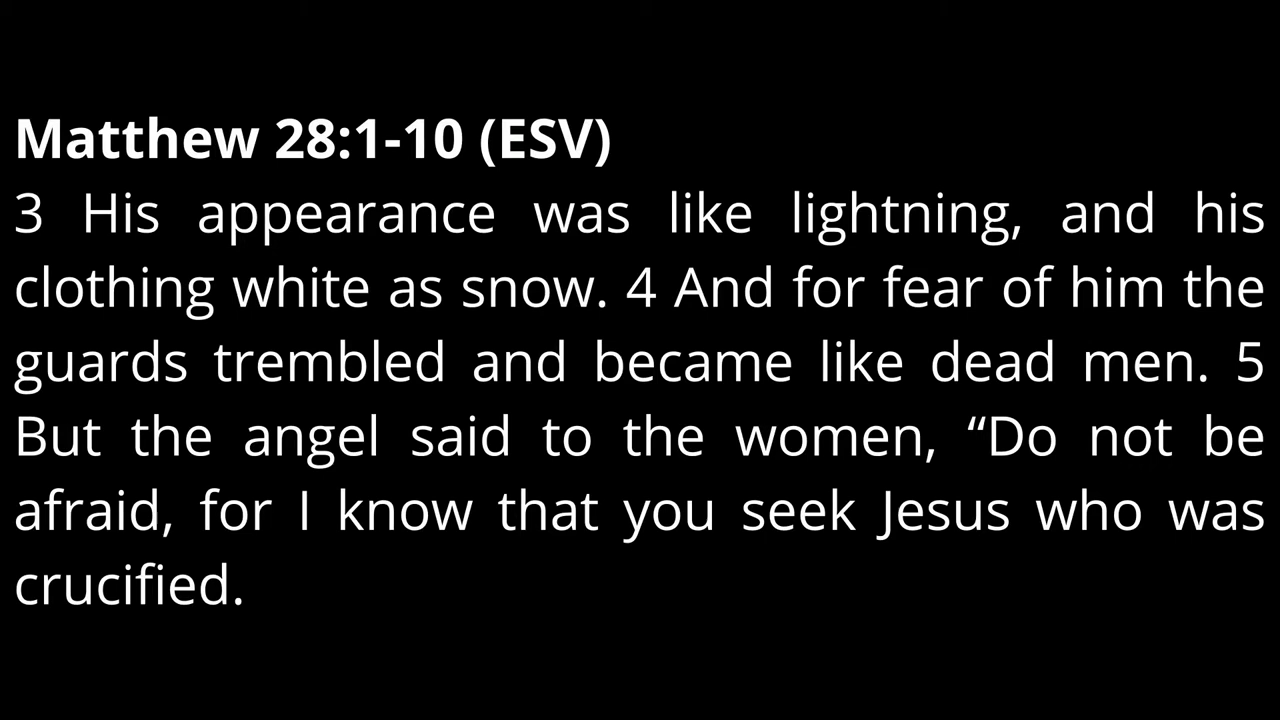 Matthew 28:1-10 (ESV)
3 His appearance was like lightning, and his
clothing white as snow. 4 And for fear of him the
guards trembled and became like dead men. 5
But the angel said to the women, “Do not be
afraid, for I know that you seek Jesus who was
crucified.